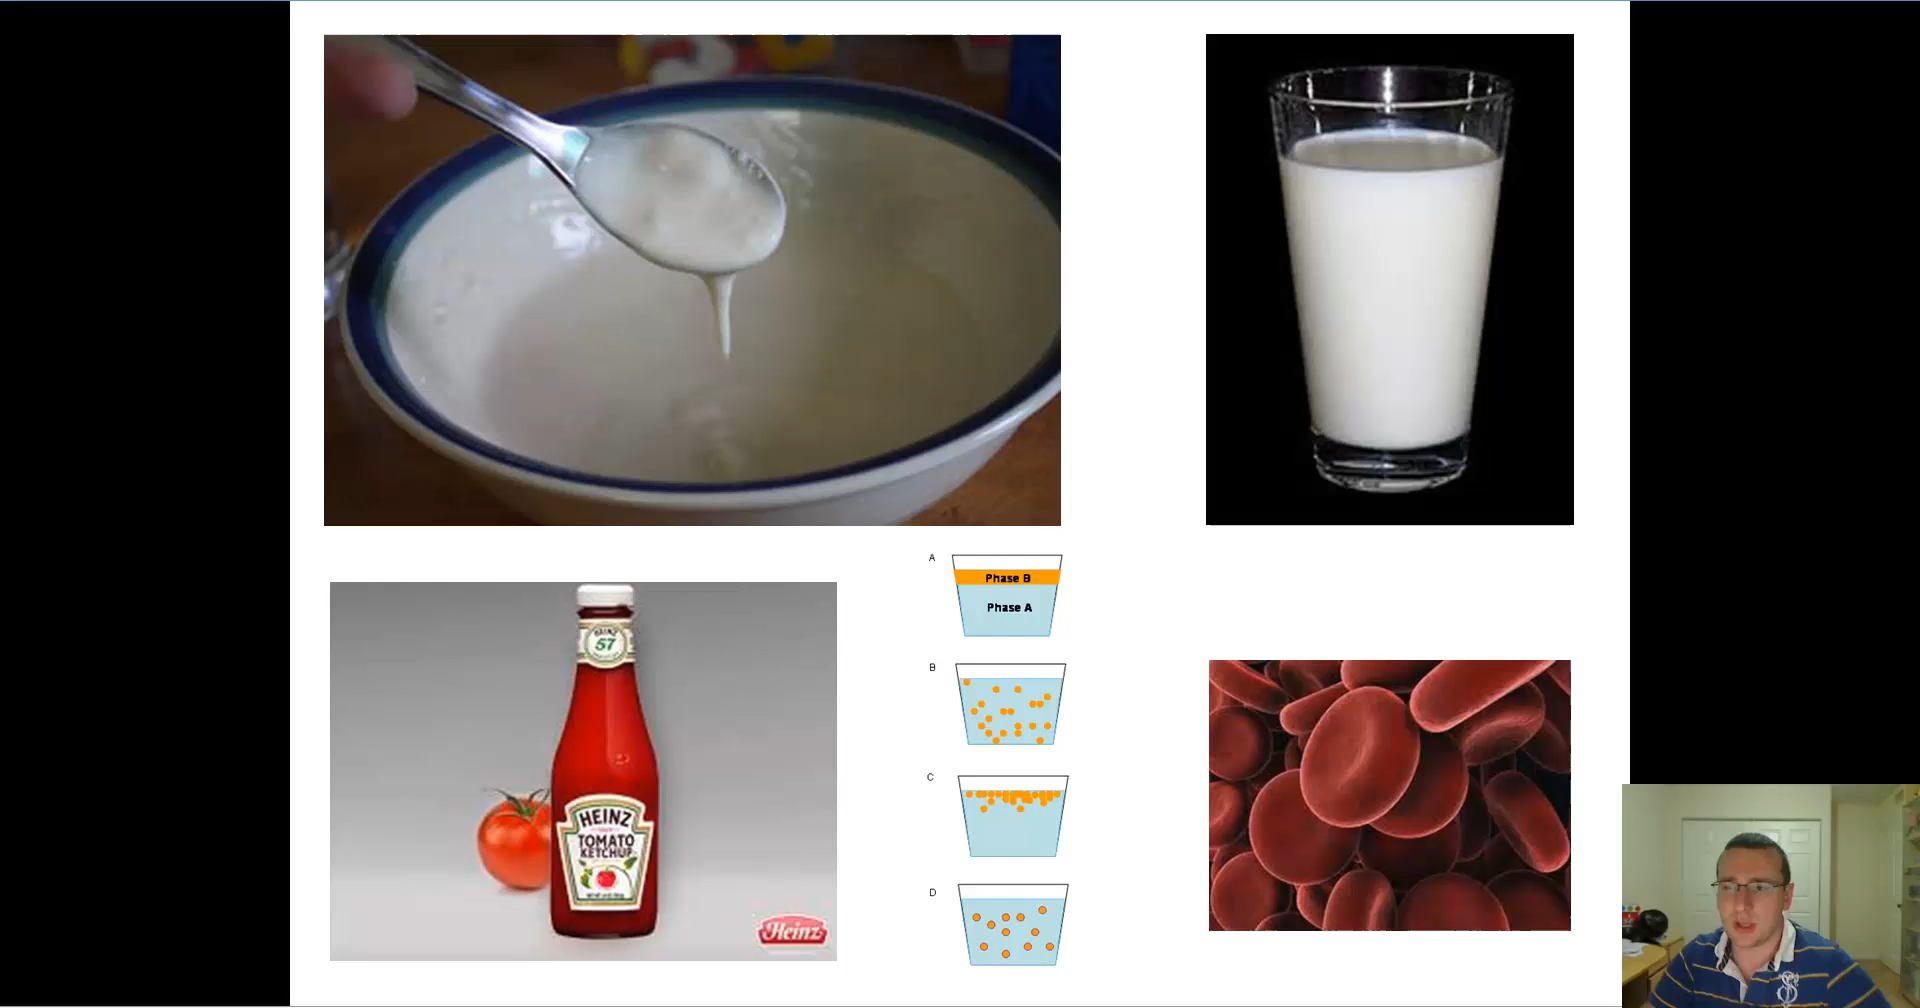 A
Phase B
Phase A
B
C
D
HEINZ
57
HEINZ
TOMATO
KETCHUP
Heinz